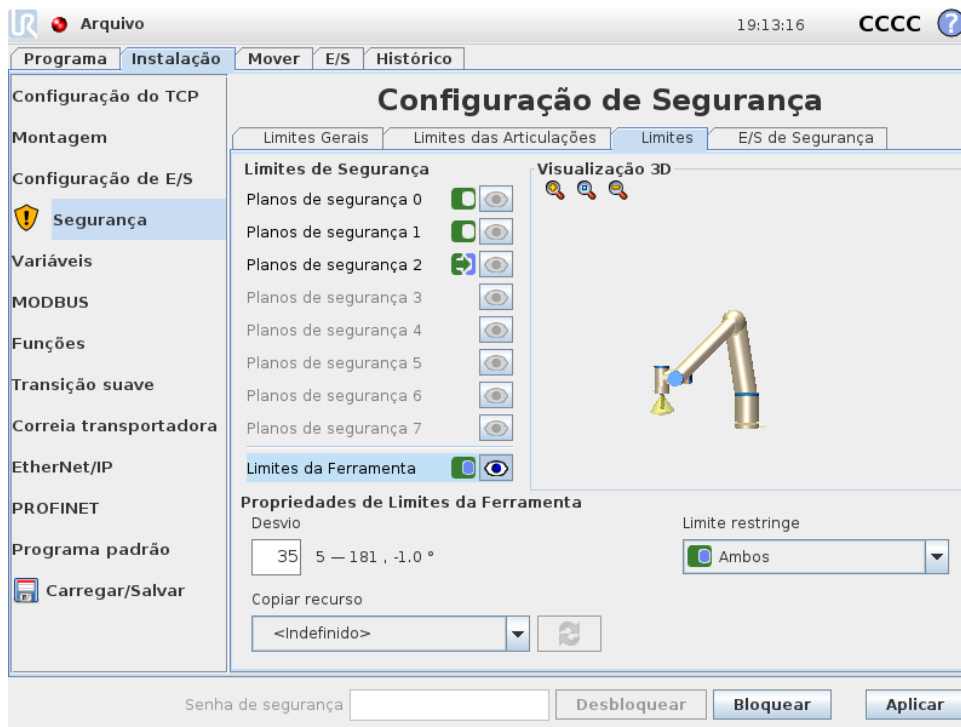 UR Arquivo 19:13:16 CCCC ?
Programa Instalação Mover E/S Histórico
Configuração do TCP
Montagem
Configuração de E/S
Segurança
Variáveis
MODBUS
Funções
Transição suave
Correia transportadora
EtherNet/IP
PROFINET
Programa padrão
Carregar/Salvar
Configuração de Segurança
Limites Gerais Limites das Articulações Limites E/S de Segurança
Limites de Segurança
Planos de segurança 0
Planos de segurança 1
Planos de segurança 2
Planos de segurança 3
Planos de segurança 4
Planos de segurança 5
Planos de segurança 6
Planos de segurança 7
Limites da Ferramenta
Visualização 3D
Propriedades de Limites da Ferramenta
Desvio
35 5 — 181 , -1.0 °
Limite restringe
Ambos
Copiar recurso
<Indefinido>
Senha de segurança Desbloquear Bloquear Aplicar